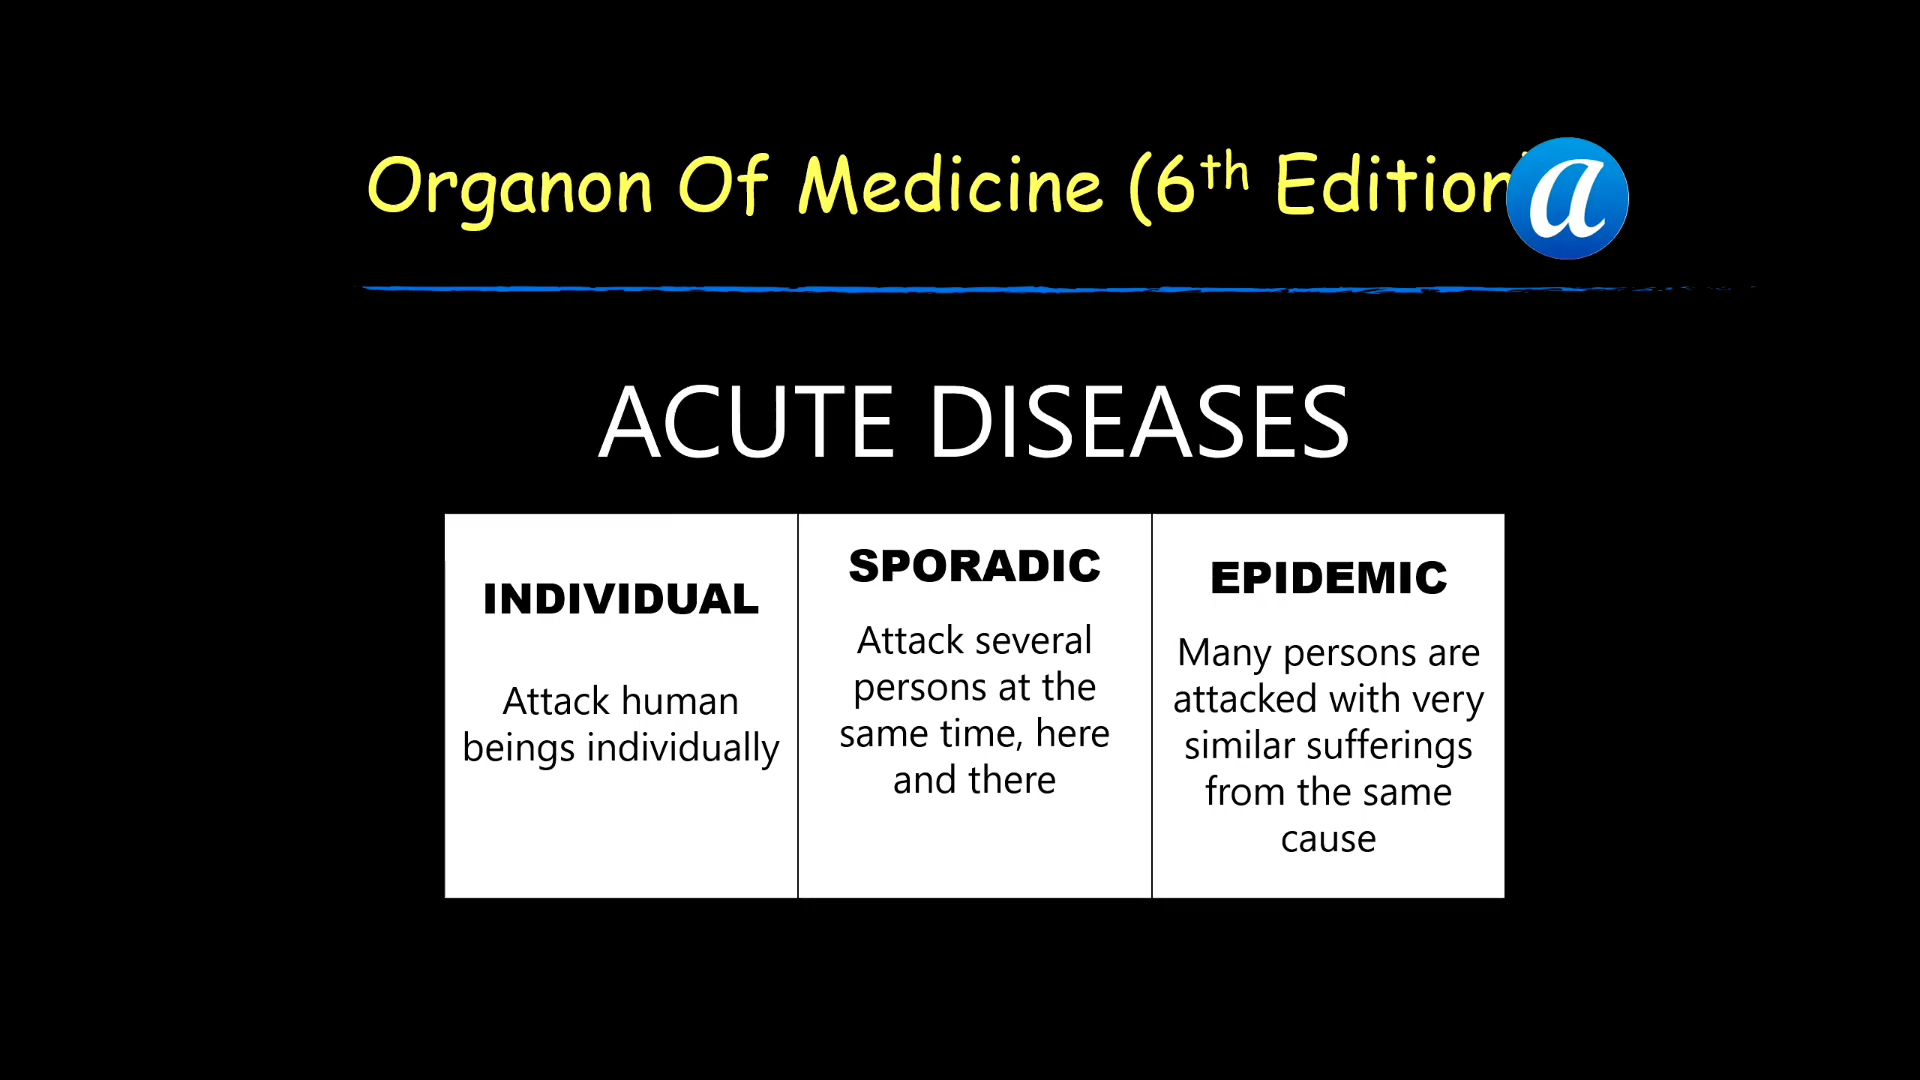 Organon Of Medicine (6th Edition
a
ACUTE DISEASES
INDIVIDUAL
Attack human
beings individually
SPORADIC
Attack several
persons at the
same time, here
and there
EPIDEMIC
Many persons are
attacked with very
similar sufferings
from the same
cause